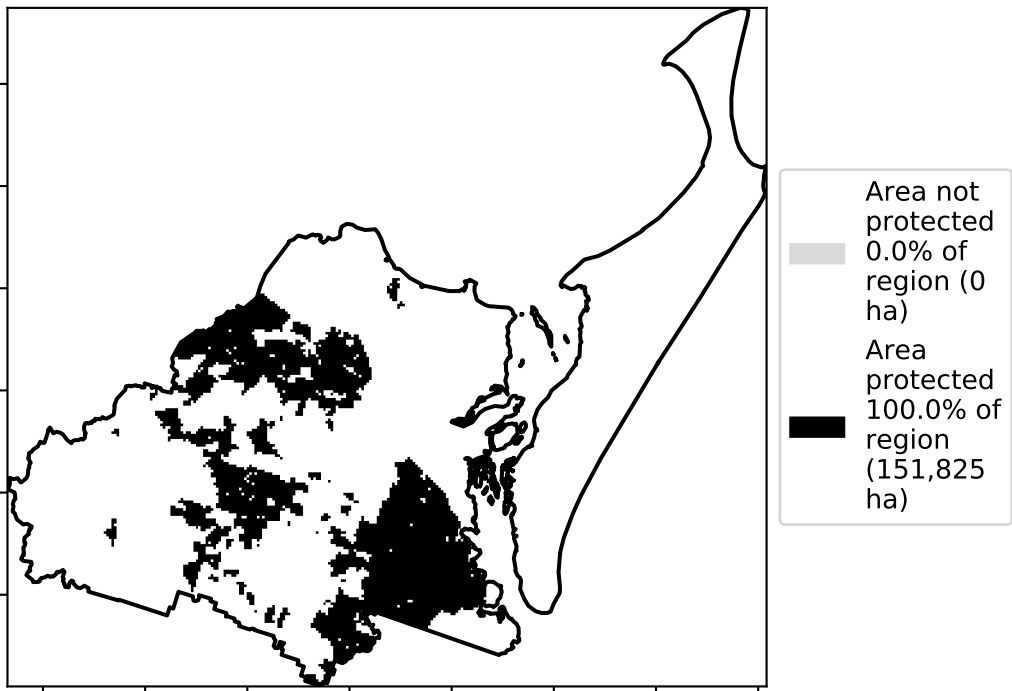 Area not
protected
0.0% of
region (0
ha)
Area
protected
100.0% of
region
(151,825
ha)